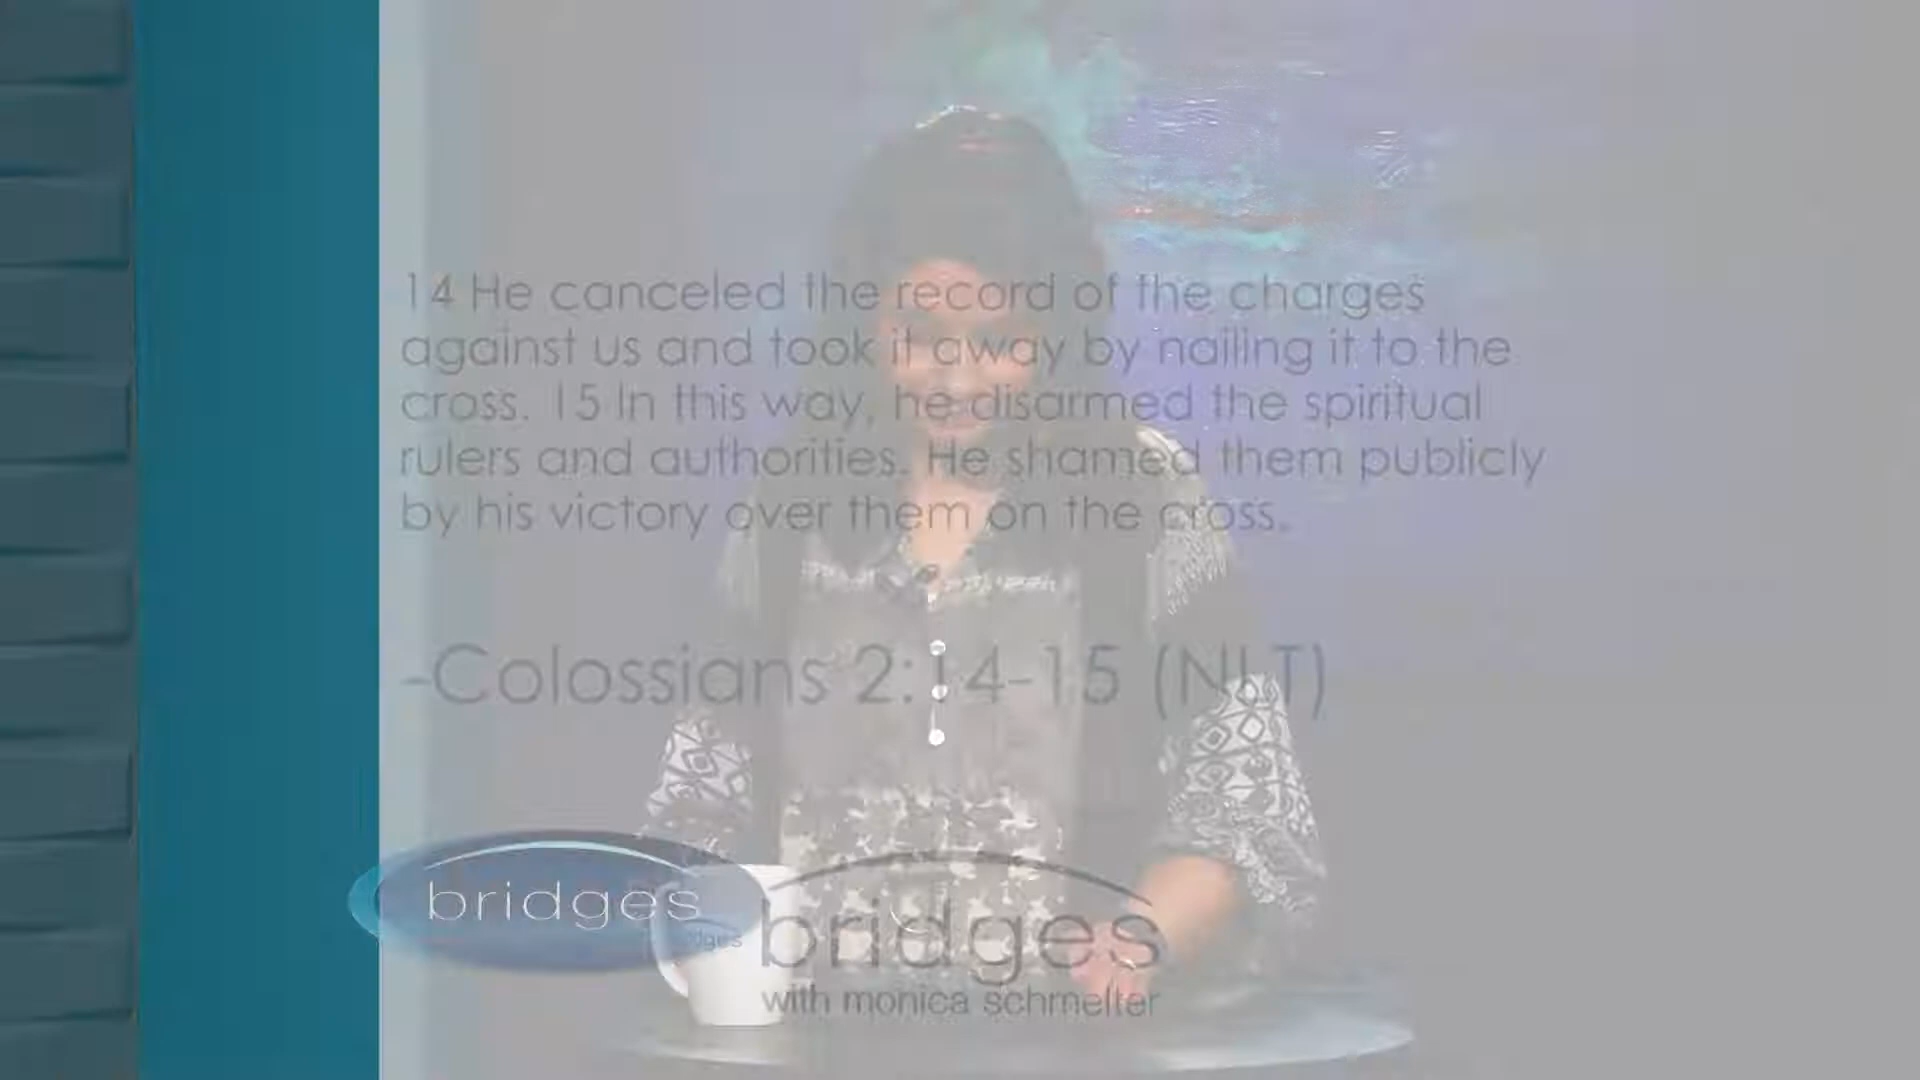 14 He canceled the record of the charges
against us and took it away by nailing it to the
cross. 15 In this way, he disarmed the spiritual
rulers and authorities. He shamed them publicly
by his victory over them on the cross.
-Colossians 2:14-15 (NLT)
bridges
bridges
bridges
with monica schmelter